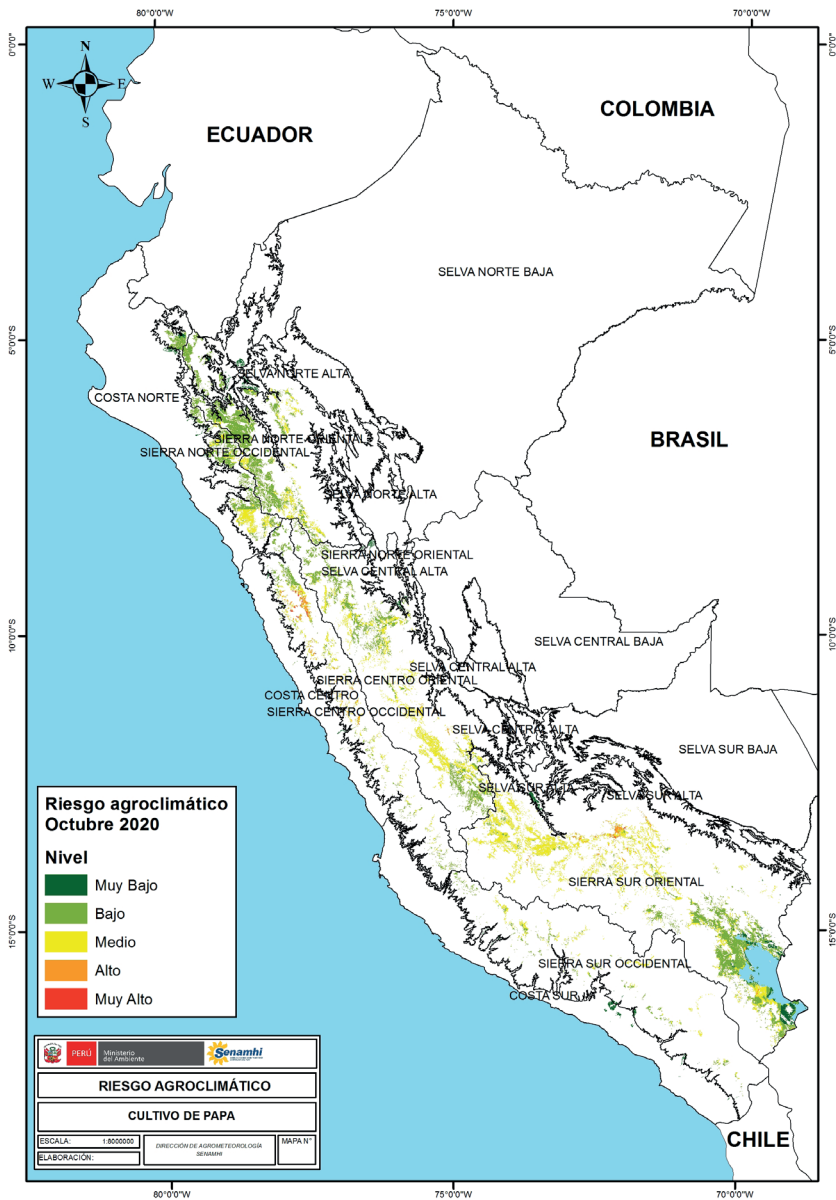 80°0'0"W 75°0'0"W 70°0'0"W
0°0'0" 0°0'0"
N
W E
S
COLOMBIA
ECUADOR
SELVA NORTE BAJA
5°0'0"S 5°0'0"S
SELVA NORTE ALTA
COSTA NORTE
SIERRA NORTE ORIENTAL
BRASIL
SIERRA NORTE OCCIDENTAL
SELVA NORTE ALTA
SIERRA NORTE ORIENTAL
SELVA CENTRAL ALTA
10°0'0"S 10°0'0"S
SELVA CENTRAL BAJA
SELVA CENTRAL ALTA
SIERRA CENTRO ORIENTAL
COSTA CENTRO
SIERRA CENTRO OCCIDENTAL
SELVA CENTRAL ALTA
SELVA SUR BAJA
SELVA SUR ALTA
SELVA SUR ALTA
SIERRA SUR ORIENTAL
15°0'0"S 15°0'0"S
SIERRA SUR OCCIDENTAL
COSTA SUR
CHILE
Riesgo agroclimático
Octubre 2020
Nivel
Muy Bajo
Bajo
Medio
Alto
Muy Alto
PERÚ Ministerio
del Ambiente
Senamhi
RIESGO AGROCLIMÁTICO
CULTIVO DE PAPA
ESCALA: 1:6000000
DIRECCIÓN DE AGROMETEOROLOGÍA
SENAMHI
MAPA N°
ELABORACIÓN:
80°0'0"W 75°0'0"W 70°0'0"W